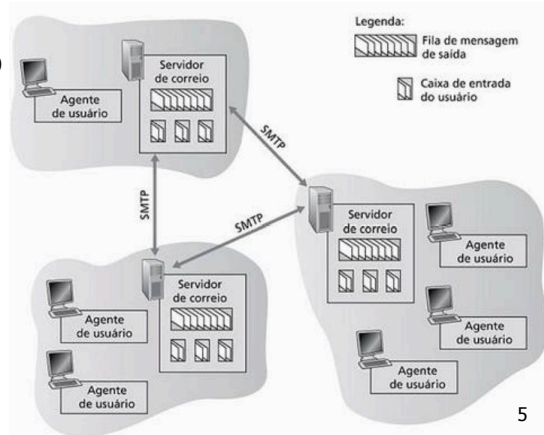 Legenda:
Fila de mensagem
de saída
Caixa de entrada
do usuário
Servidor
de correio
Agente
de usuário
SMTP
SMTP
SMTP
Servidor
de correio
Agente
de usuário
Agente
de usuário
Servidor
de correio
Agente
de usuário
Agente
de usuário
Agente
de usuário
5